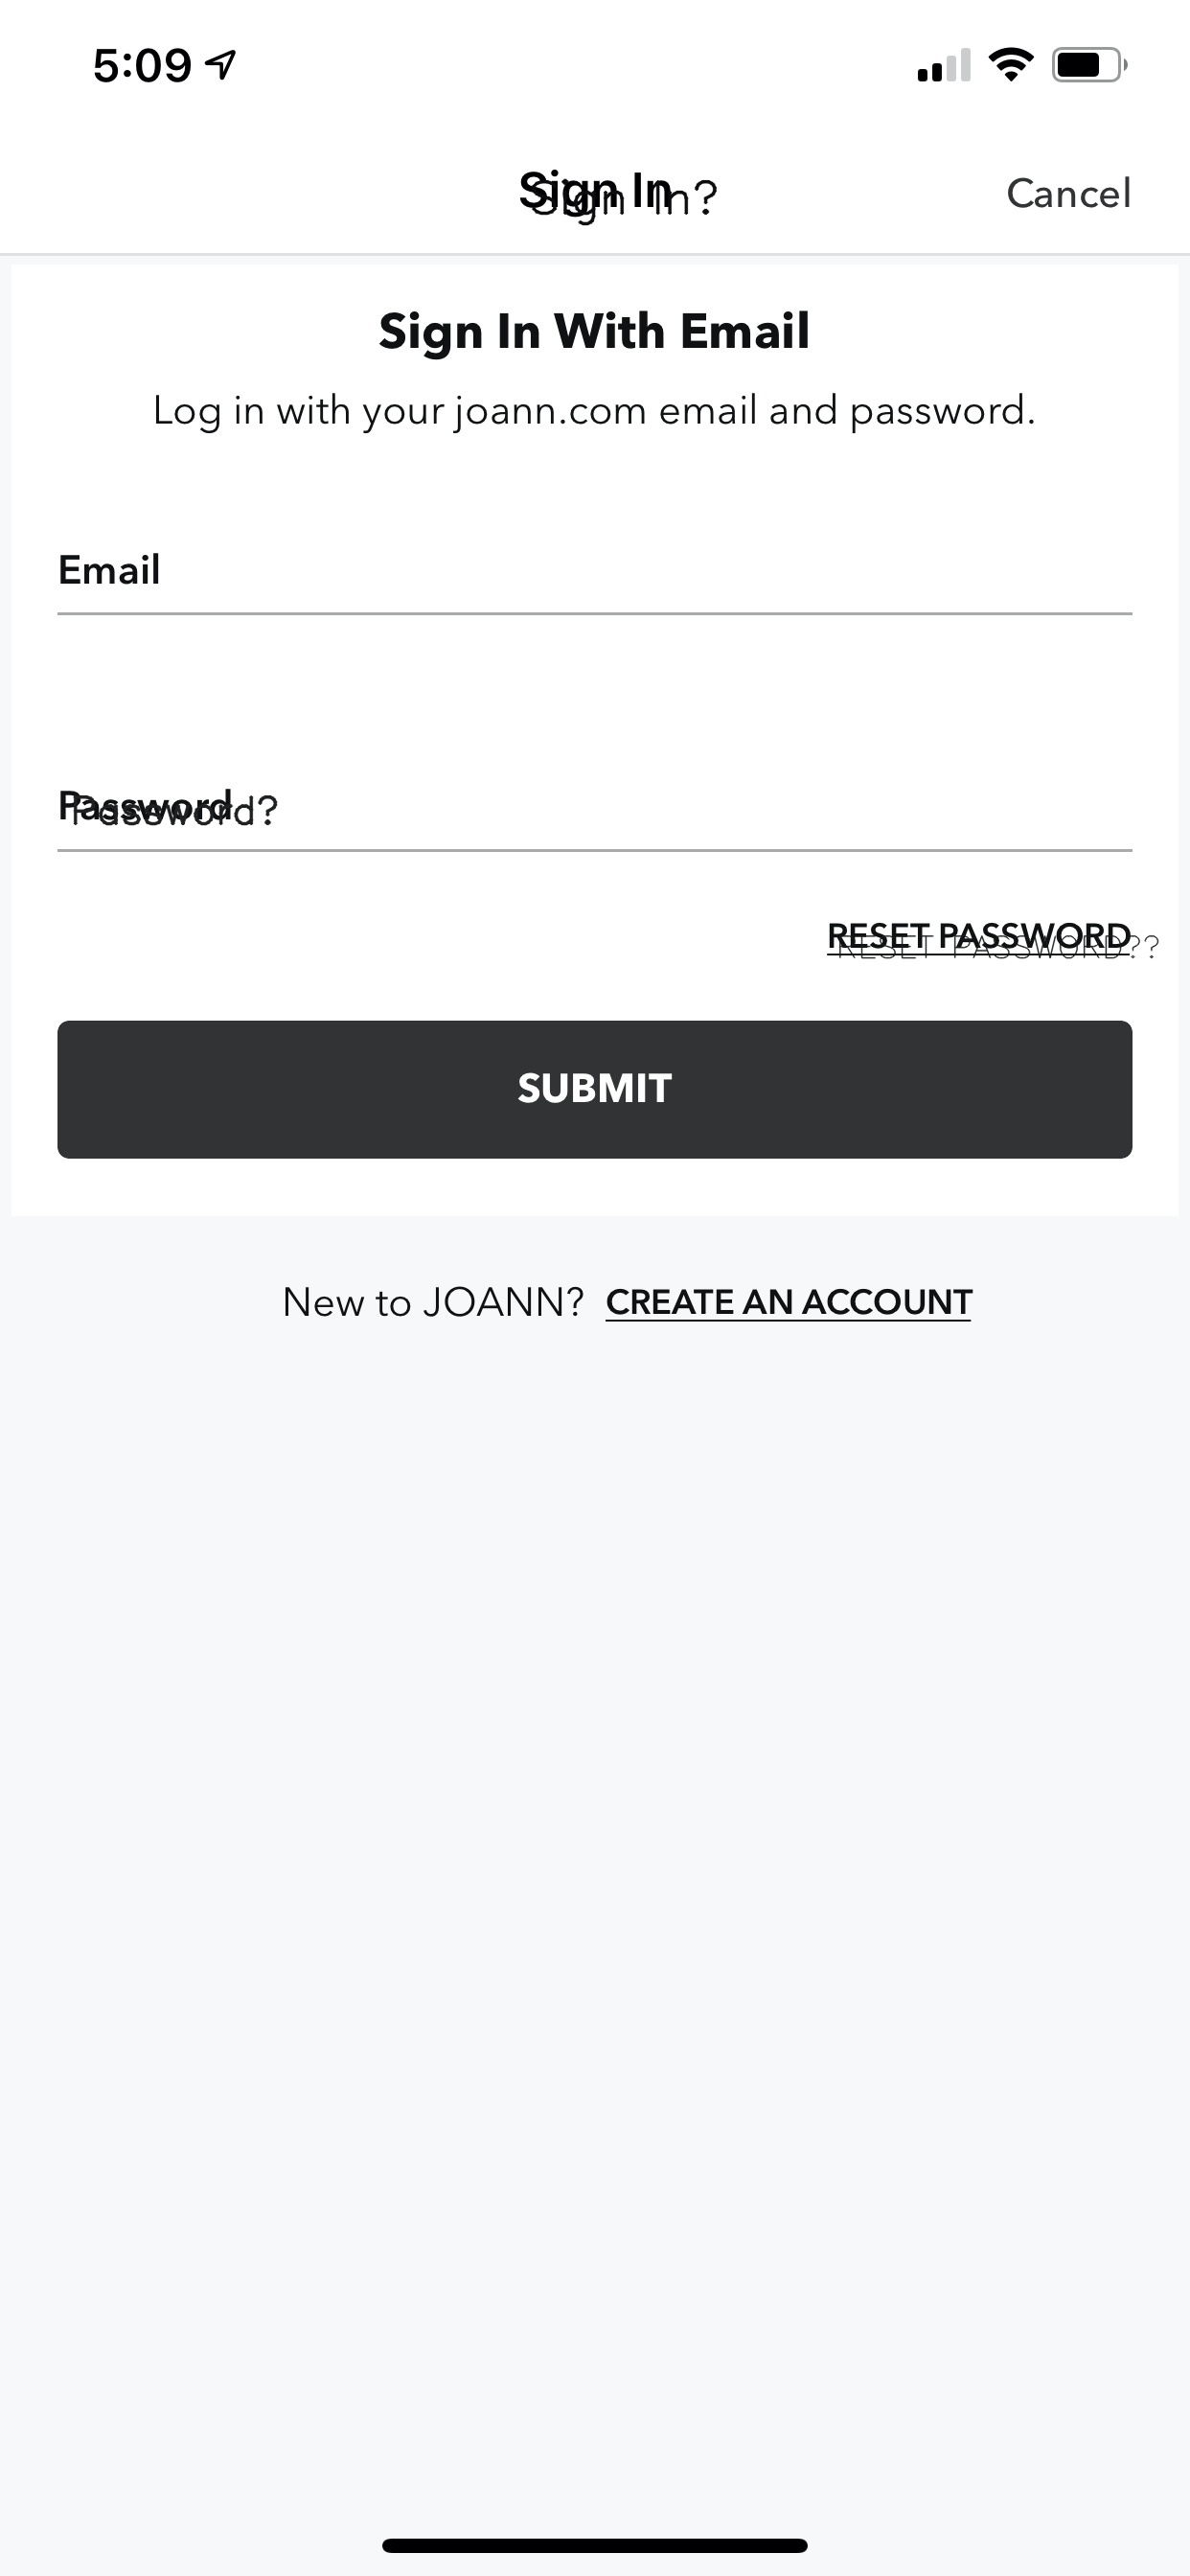 5:09
Sign In
Sign In?
Cancel
Sign In With Email
Log in with your joann.com email and password.
Email
Password
Password?
RESET PASSWORD
RESET PASSWORD??
SUBMIT
New to JOANN? CREATE AN ACCOUNT